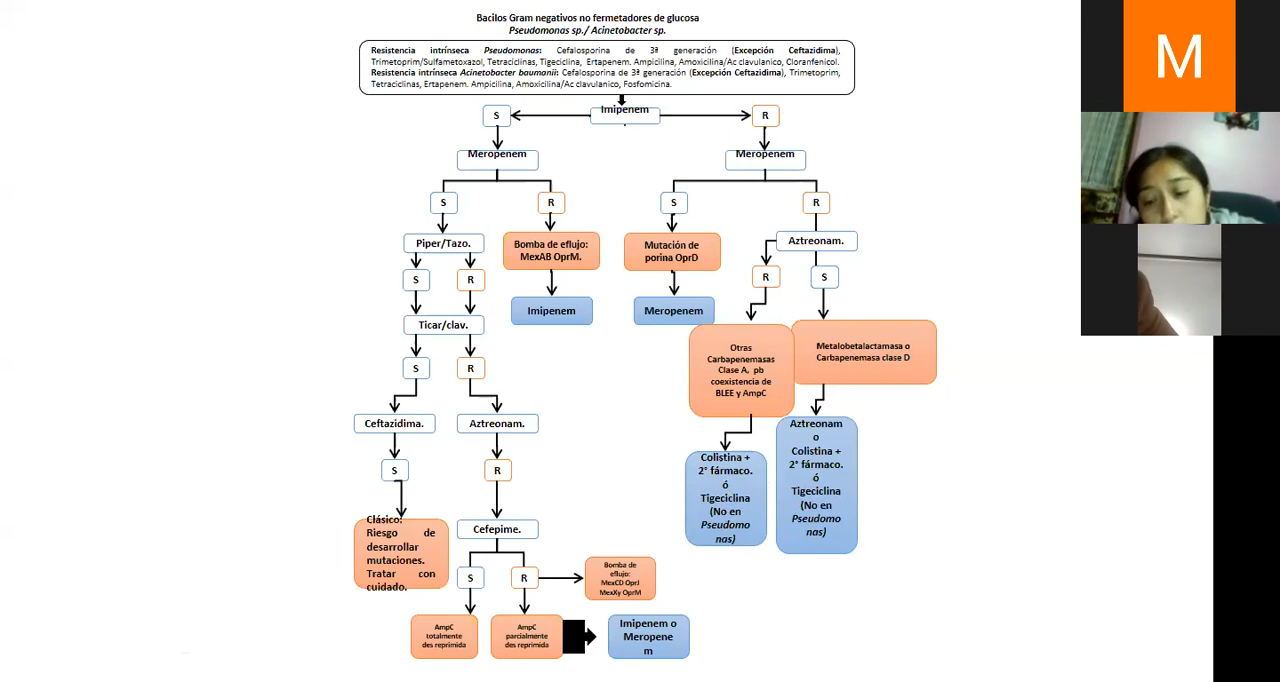 Bacilos Gram negativos no fermetadores de glucosa
Pseudomonas sp./ Acinetobacter sp.
Resistencia intrínseca Pseudomonas: Cefalosporina de 3ª generación (Excepción Ceftazidima),
Trimetoprim/Sulfametoxazol, Tetraciclinas, Tigeciclina, Ertapenem. Ampicilina, Amoxicilina/Ac clavulanico, Cloranfenicol.
Resistencia intrínseca Acinetobacter baumanii: Cefalosporina de 3ª generación (Excepción Ceftazidima), Trimetoprim,
Tetraciclinas, Ertapenem. Ampicilina, Amoxicilina/Ac clavulanico, Fosfomicina.
S
Imipenem
R
Meropenem
Meropenem
S
R
S
R
Piper/Tazo.
Bomba de eflujo:
MexAB OprM.
Mutación de
porina OprD
Aztreonam.
S
R
R
S
Imipenem
Meropenem
Ticar/clav.
Otras
Carbapenemasas
Clase A, pb
coexistencia de
BLEE y AmpC
Metalobetalactamasa o
Carbapenemasa clase D
S
R
Ceftazidima.
Aztreonam.
Aztreonam
o
Colistina +
2° fármaco.
ó
Tigeciclina
(No en
Pseudomo
nas)
Colistina +
2° fármaco.
ó
Tigeciclina
(No en
Pseudomo
nas)
S
R
Clásico:
Riesgo de
desarrollar
mutaciones.
Tratar con
cuidado.
Cefepime.
S
R
Bomba de
eflujo:
MexCD OprJ
MexXy OprM
AmpC
totalmente
des reprimida
AmpC
parcialmente
des reprimida
Imipenem o
Meropene
m
M